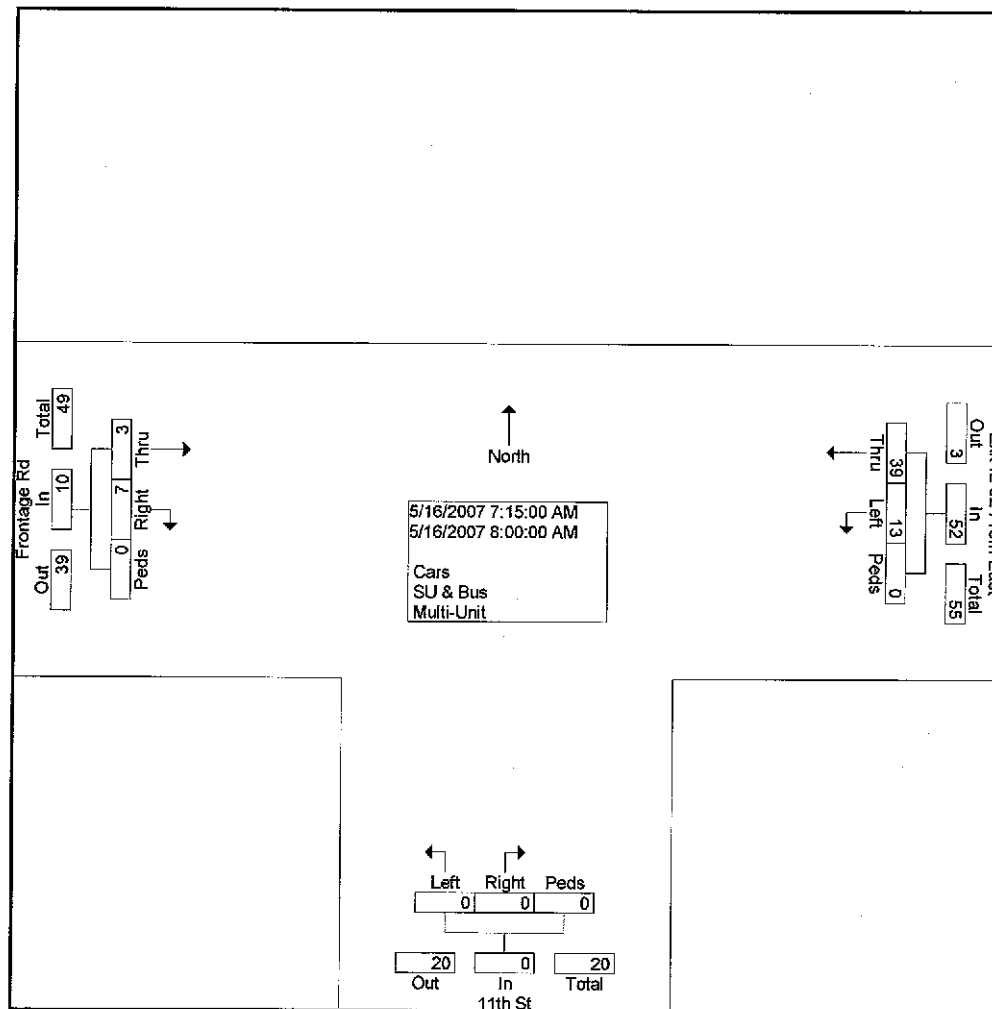 North
5/16/2007 7:15:00 AM
5/16/2007 8:00:00 AM
Cars
SU & Bus
Multi-Unit
Frontage Rd
Total
49
In
10
Out
39
Thru
3
Right
7
Peds
0
East
Out
3
In
52
Total
55
Thru
39
Left
13
Peds
0
Left
Right
Peds
0
0
0
20
0
20
Out
In
Total
11th St